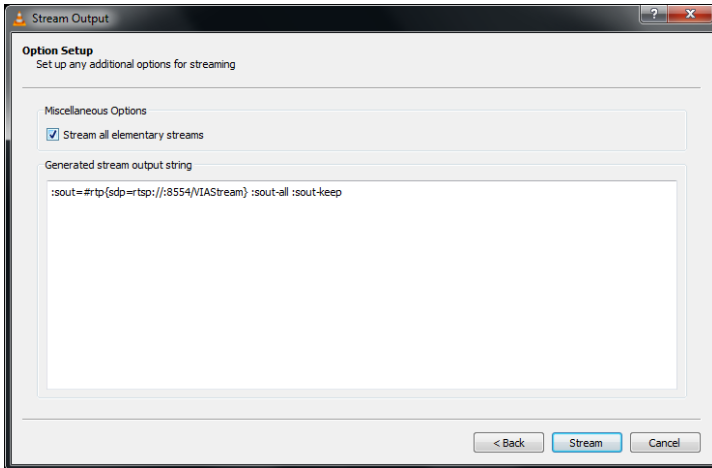 Stream Output
?
X
Option Setup
Set up any additional options for streaming
Miscellaneous Options
Stream all elementary streams
Generated stream output string
:sout=#rtp{sdp=rtsp://:8554/VIAStream} :sout-all :sout-keep
< Back
Stream
Cancel